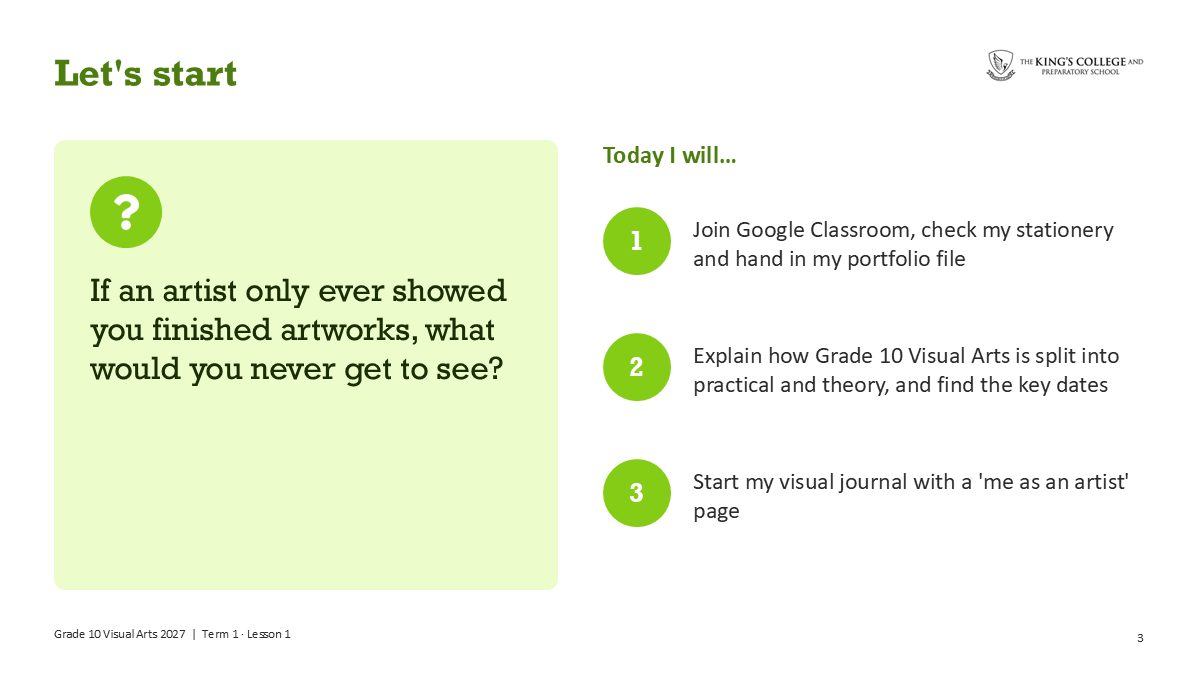 Let's start
THE KING'S COLLEGE AND
PREPARATORY SCHOOL
?
If an artist only ever showed
you finished artworks, what
would you never get to see?
Today I will...
1
Join Google Classroom, check my stationery
and hand in my portfolio file
2
Explain how Grade 10 Visual Arts is split into
practical and theory, and find the key dates
3
Start my visual journal with a 'me as an artist'
page
Grade 10 Visual Arts 2027 | Term 1 · Lesson 1
3